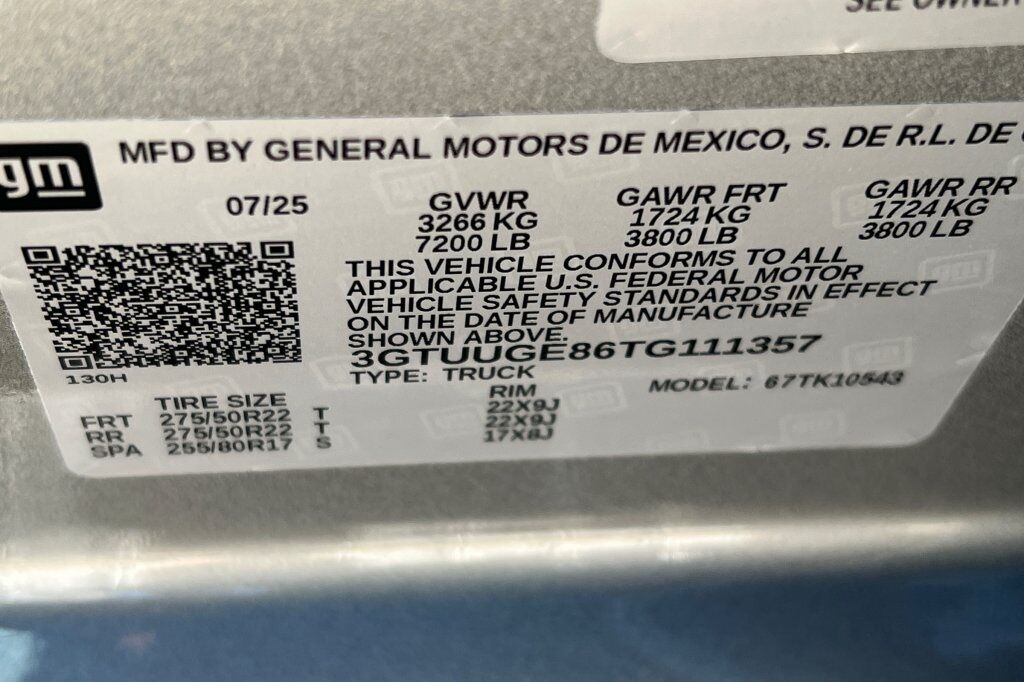 SEE OWNER
gm
MFD BY GENERAL MOTORS DE MEXICO, S. DE R.L. DE
07/25
GVWR
3266 KG
7200 LB
GAWR FRT
1724 KG
3800 LB
GAWR RR
1724 KG
3800 LB
THIS VEHICLE CONFORMS TO ALL
APPLICABLE U.S. FEDERAL MOTOR
VEHICLE SAFETY STANDARDS IN EFFECT
ON THE DATE OF MANUFACTURE
SHOWN ABOVE.
3GTUUGE86TG111357
TYPE: TRUCK
MODEL: 67TK10543
130H
TIRE SIZE RIM
FRT 275/50R22 T 22X9J
RR 275/50R22 T 22X9J
SPA 255/80R17 S 17X8J